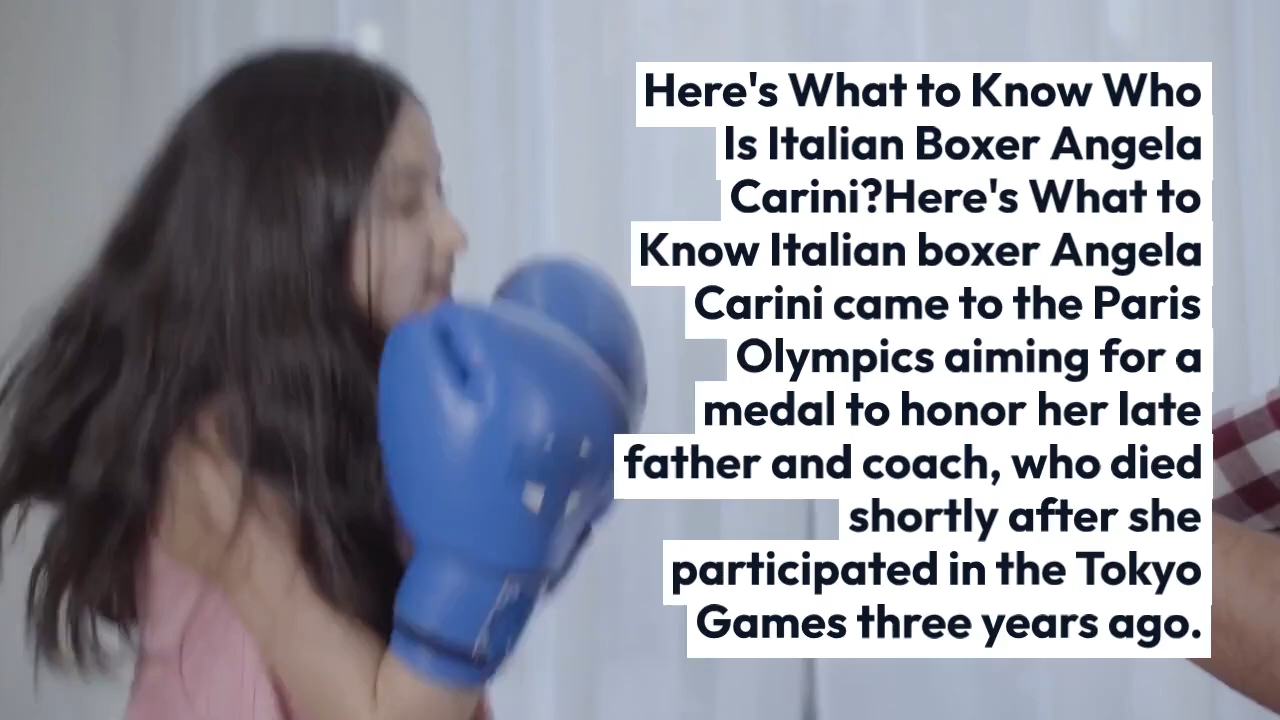 Here's What to Know Who
Is Italian Boxer Angela
Carini?Here's What to
Know Italian boxer Angela
Carini came to the Paris
Olympics aiming for a
medal to honor her late
father and coach, who died
shortly after she
participated in the Tokyo
Games three years ago.